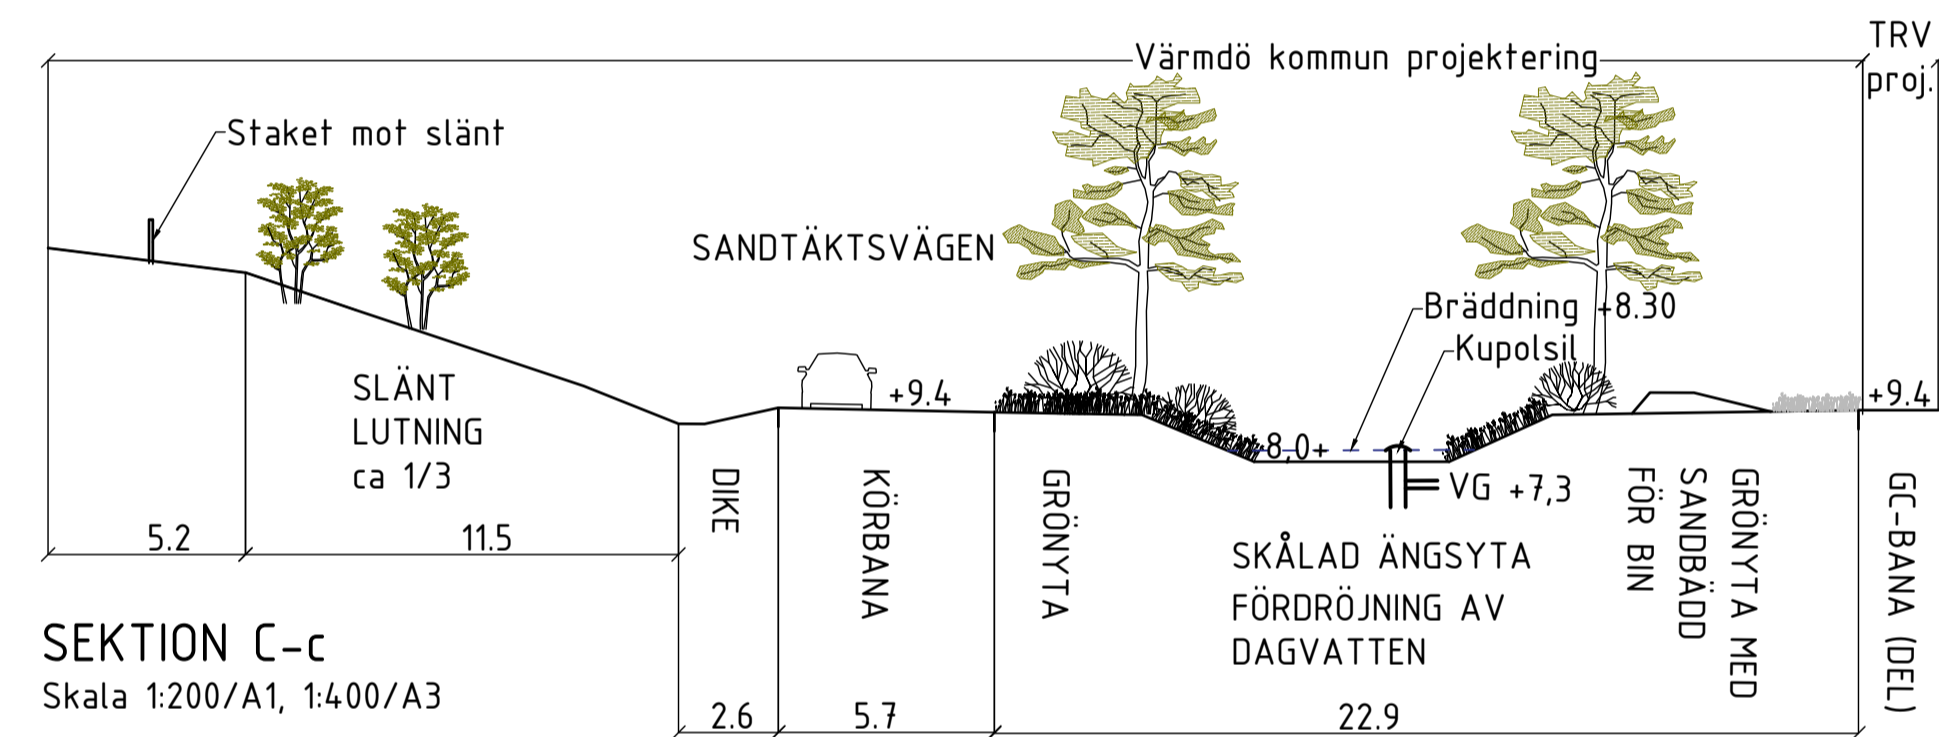 TRV
proj.
Värmdö kommun projektering
Staket mot slänt
SANDTÄKTSVÄGEN
Bräddning +8.30
Kupolsil
+9.4
+9.4
SLÄNT
LUTNING
ca 1/3
8,0+
VG +7,3
DIKE
KÖRBANA
GRÖNYTA
SKÅLAD ÄNGSYTA
FÖRDRÖJNING AV
DAGVATTEN
GRÖNYTA MED
SANDBÄDD
FÖR BIN
GC-BANA (DEL)
5.2
11.5
2.6
5.7
22.9
SEKTION C-c
Skala 1:200/A1, 1:400/A3